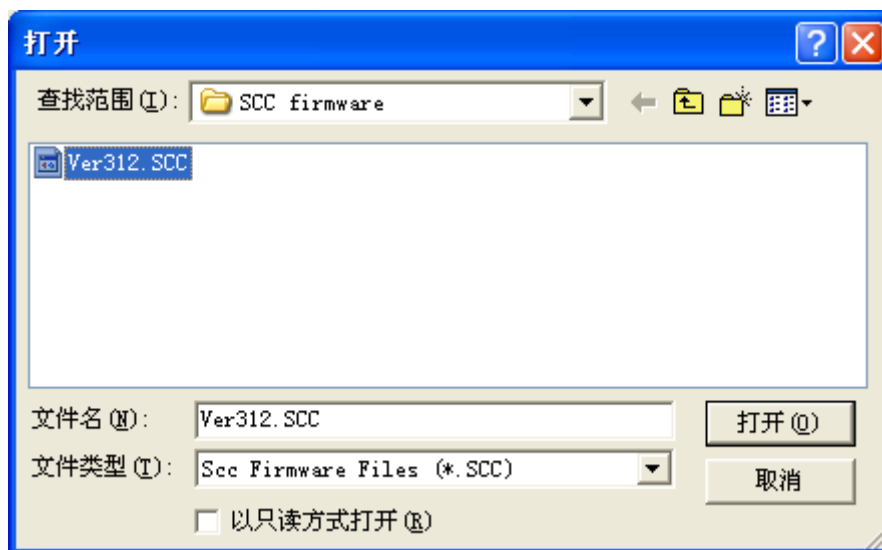 打开
查找范围(I): SCC firmware
Ver312.SCC
文件名(N): Ver312.SCC 打开(O)
文件类型(T): Scc Firmware Files (*.SCC) 取消
以只读方式打开(R)